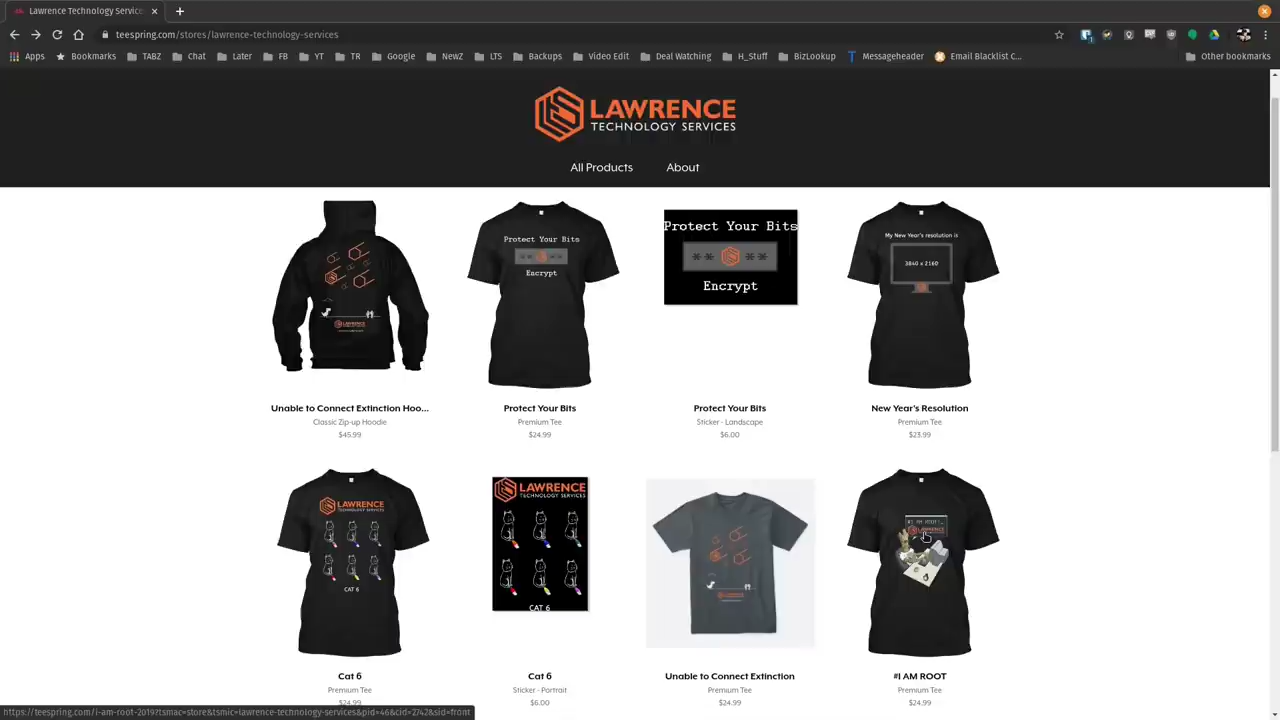 Lawrence Technology Services
teespring.com/stores/lawrence-technology-services
Apps Bookmarks TABZ Chat Later FB YT TR Google NewZ LTS Backups Video Edit Deal Watching H_Stuff BizLookup Messageheader Email Blacklist C... Other bookmarks
LAWRENCE
TECHNOLOGY SERVICES
All Products About
Protect Your Bits
Encrypt
Protect Your Bits
** **
Encrypt
My New Year's resolution is
3840 x 2160
LAWRENCE
Unable to Connect Extinction Hoo... Protect Your Bits Protect Your Bits New Year's Resolution
Classic Zip-up Hoodie Premium Tee Sticker - Landscape Premium Tee
$45.99 $24.99 $6.00 $23.99
LAWRENCE
TECHNOLOGY SERVICES
CAT 6
LAWRENCE
TECHNOLOGY SERVICES
CAT 6
#I AM ROOT!
LAWRENCE
Cat 6 Cat 6 Unable to Connect Extinction #I AM ROOT
Premium Tee Sticker - Portrait Premium Tee Premium Tee
$24.99 $6.00 $24.99 $24.99
https://teespring.com/i-am-root-2019?tsmac=store&tsmic=lawrence-technology-services&pid=46&cid=2742&sid=front